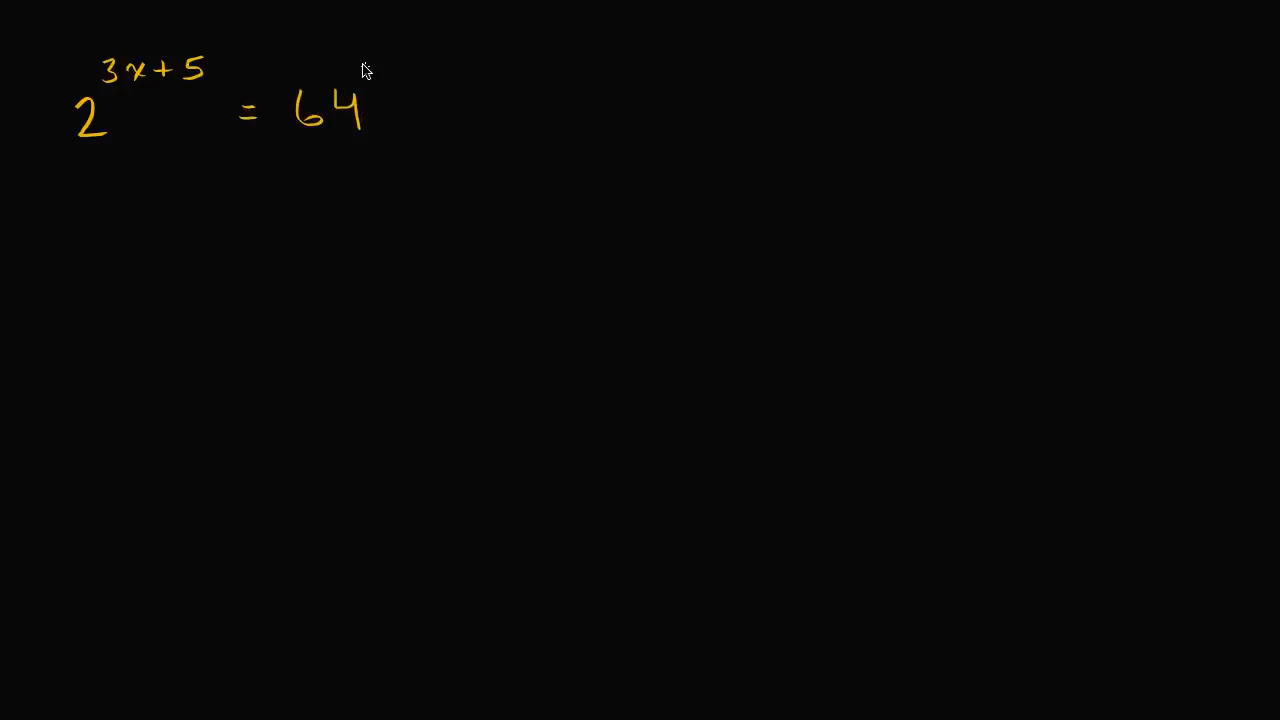 2^{3x+5} = 64